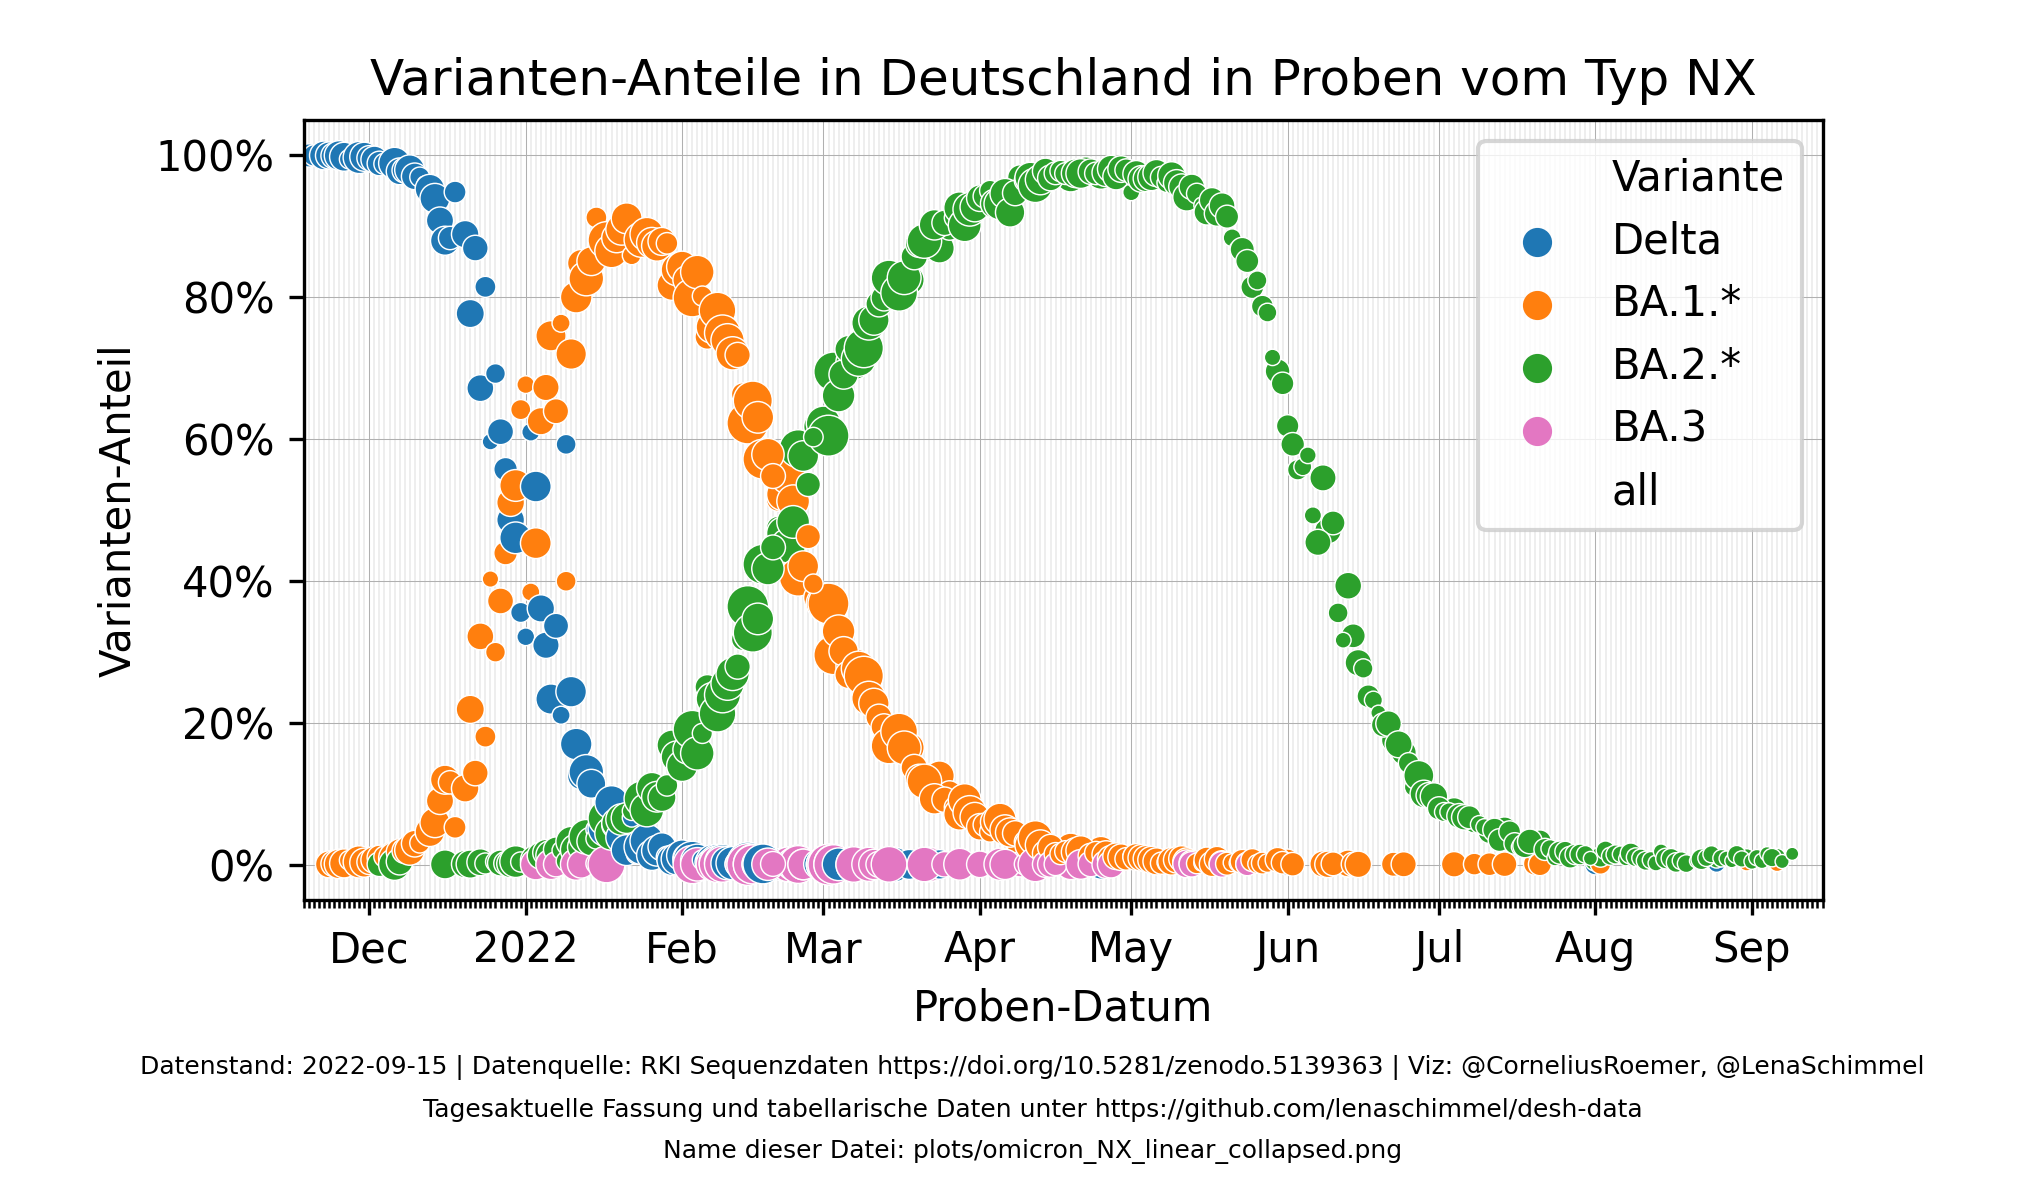 Varianten-Anteile in Deutschland in Proben vom Typ NX
Varianten-Anteil
100%
80%
60%
40%
20%
0%
Variante
Delta
BA.1.*
BA.2.*
BA.3
all
Dec 2022 Feb Mar Apr May Jun Jul Aug Sep
Proben-Datum
Datenstand: 2022-09-15 | Datenquelle: RKI Sequenzdaten https://doi.org/10.5281/zenodo.5139363 | Viz: @CorneliusRoemer, @LenaSchimmel
Tagesaktuelle Fassung und tabellarische Daten unter https://github.com/lenaschimmel/desh-data
Name dieser Datei: plots/omicron_NX_linear_collapsed.png